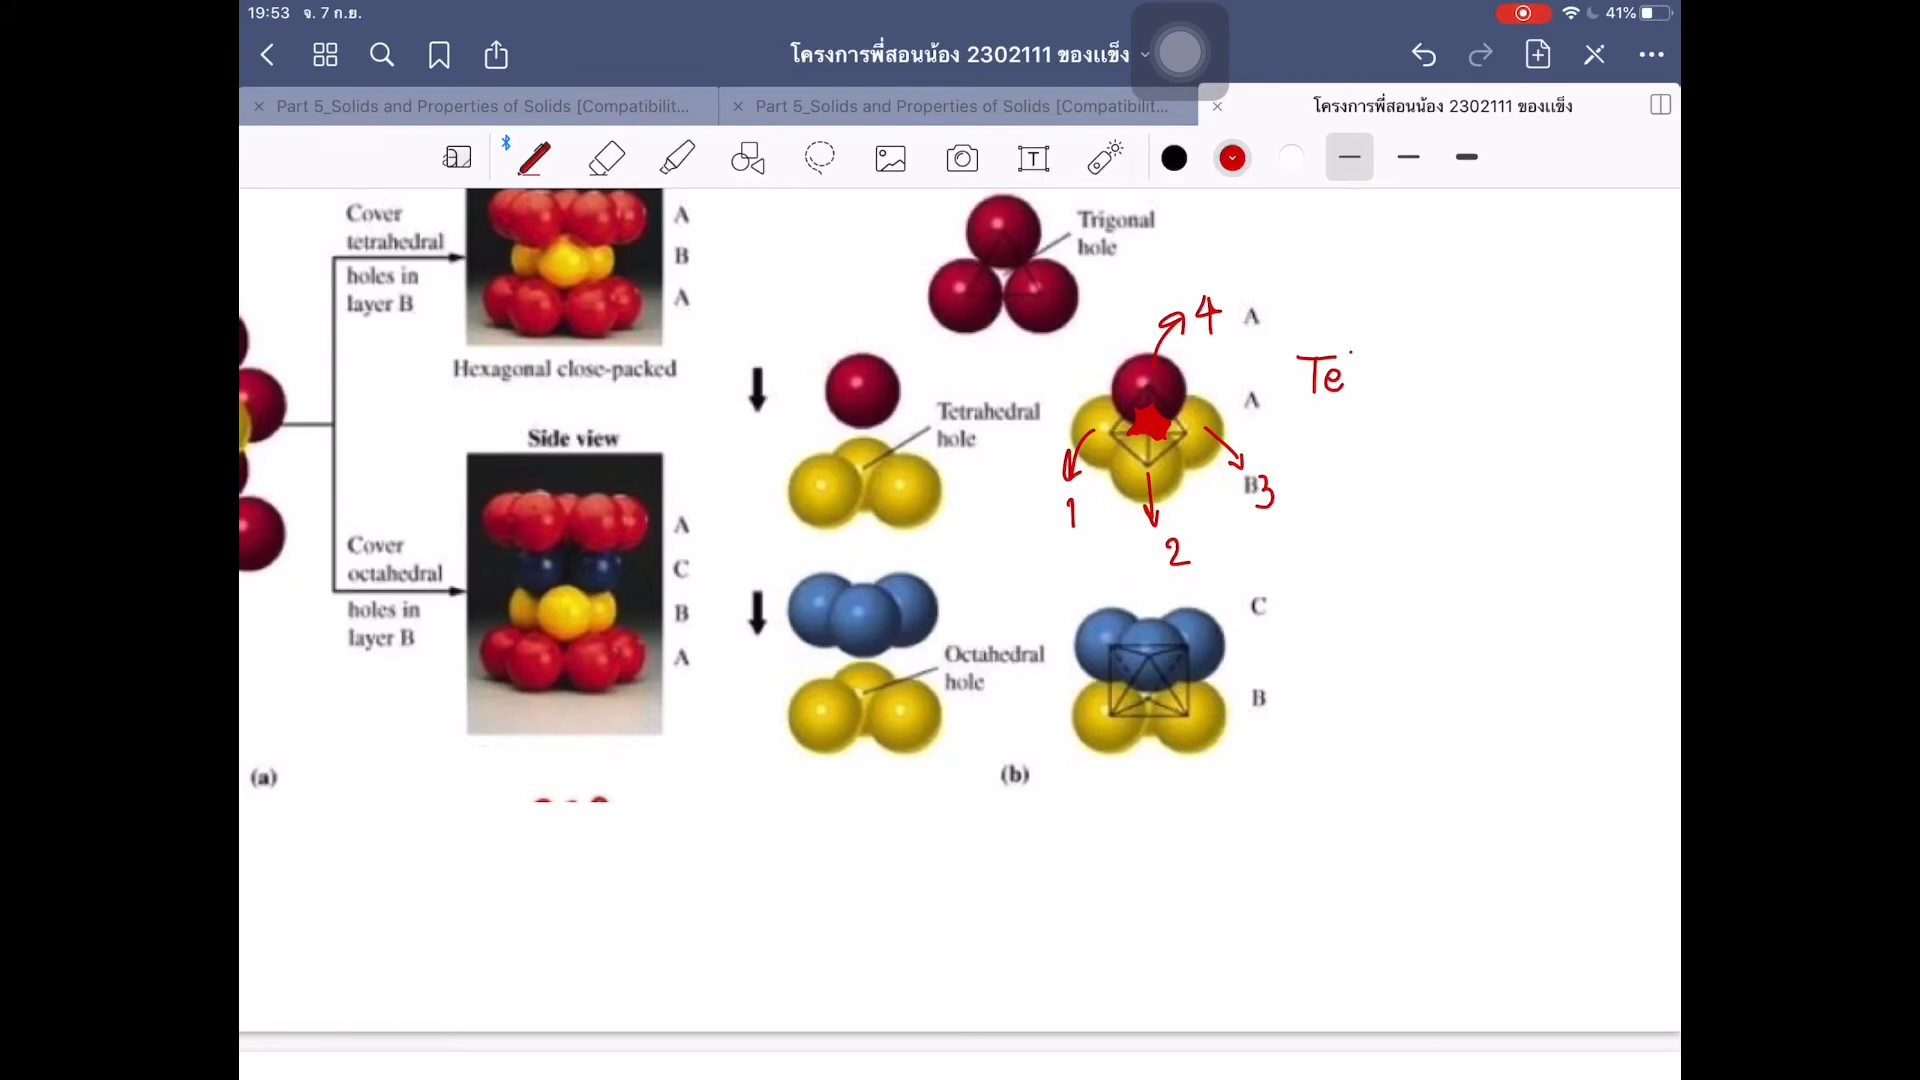 19:53 จ. 7 ก.ย.
41%
โครงการพี่สอนน้อง 2302111 ของแข็ง
Part 5_Solids and Properties of Solids [Compatibilit...
Part 5_Solids and Properties of Solids [Compatibilit...
โครงการพี่สอนน้อง 2302111 ของแข็ง
Cover
tetrahedral
holes in
layer B
A
B
A
Hexagonal close-packed
Side view
Cover
octahedral
holes in
layer B
A
C
B
A
(a)
Trigonal
hole
Tetrahedral
hole
4
A
A
Te
B
1
2
3
Octahedral
hole
C
B
(b)